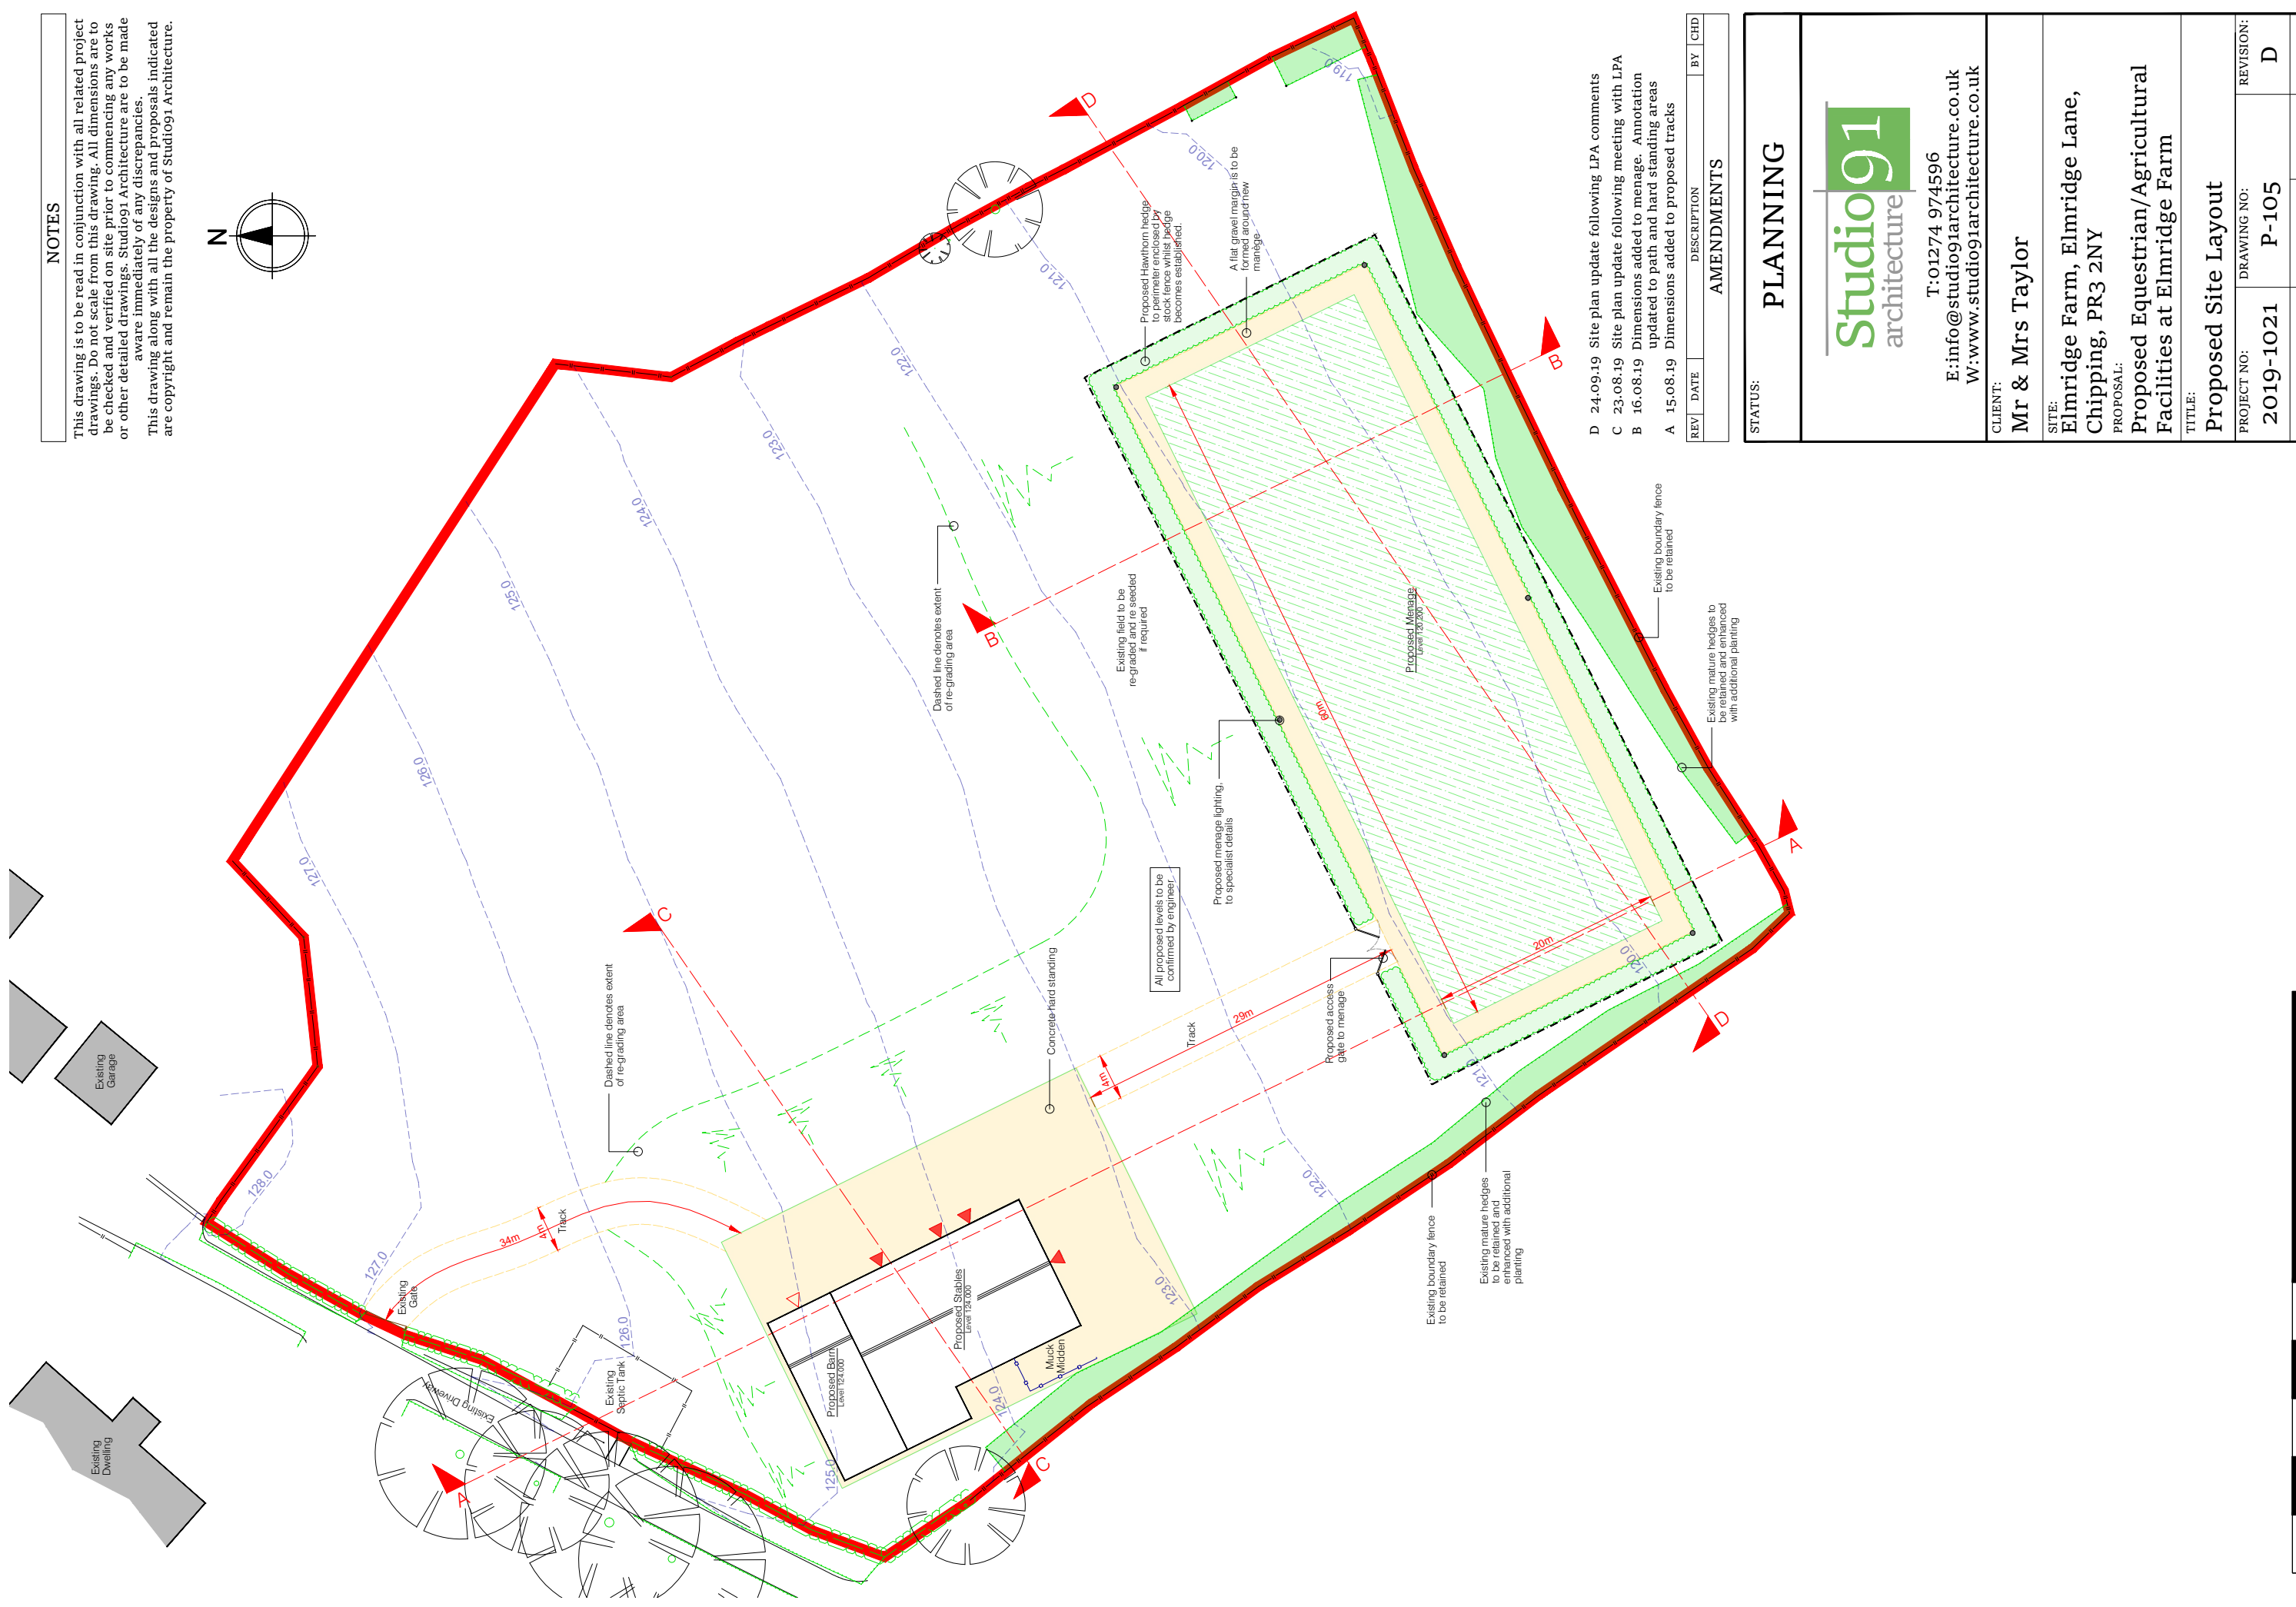 NOTES
This drawing is to be read in conjunction with all related project
drawings. Do not scale from this drawing. All dimensions are to
be checked and verified on site prior to commencing any works
or other detailed drawings. Studio91 Architecture are to be made
aware immediately of any discrepancies.
This drawing along with all the designs and proposals indicated
are copyright and remain the property of Studio91 Architecture.
N
Existing
Garage
Existing
Dwelling
Existing Driveway
Existing
Gate
Existing
Septic Tank
128.0
127.0
127.0
126.0
126.0
125.0
125.0
124.0
124.0
123.0
123.0
122.0
122.0
121.0
121.0
120.0
120.0
119.0
A
A
B
B
C
C
D
D
34m
4m
Track
Dashed line denotes extent
of re-grading area
Dashed line denotes extent
of re-grading area
Proposed Barn
Level 124.000
Proposed Stables
Level 124.000
Muck
Midden
Concrete hard standing
4m
29m
Track
All proposed levels to be
confirmed by engineer
Existing field to be
re-graded and re seeded
if required
Proposed menage lighting,
to specialist details
Proposed access
gate to menage
Proposed Hawthorn hedge
to perimeter enclosed by
stock fence whilst hedge
becomes established.
A flat gravel margin is to be
formed around new
manège
Proposed Menage
Level 120.200
60m
20m
Existing boundary fence
to be retained
Existing mature hedges
to be retained and
enhanced with additional
planting
Existing boundary fence
to be retained
Existing mature hedges to
be retained and enhanced
with additional planting
D 24.09.19 Site plan update following LPA comments
C 23.08.19 Site plan update following meeting with LPA
B 16.08.19 Dimensions added to menage. Annotation
updated to path and hard standing areas
A 15.08.19 Dimensions added to proposed tracks
REV DATE DESCRIPTION BY CHD
AMENDMENTS
STATUS:
PLANNING
Studio91
architecture
T:01274 974596
E:info@studio91architecture.co.uk
W:www.studio91architecture.co.uk
CLIENT:
Mr & Mrs Taylor
SITE:
Elmridge Farm, Elmridge Lane,
Chipping, PR3 2NY
PROPOSAL:
Proposed Equestrian/Agricultural
Facilities at Elmridge Farm
TITLE:
Proposed Site Layout
PROJECT NO: DRAWING NO: REVISION:
2019-1021 P-105 D